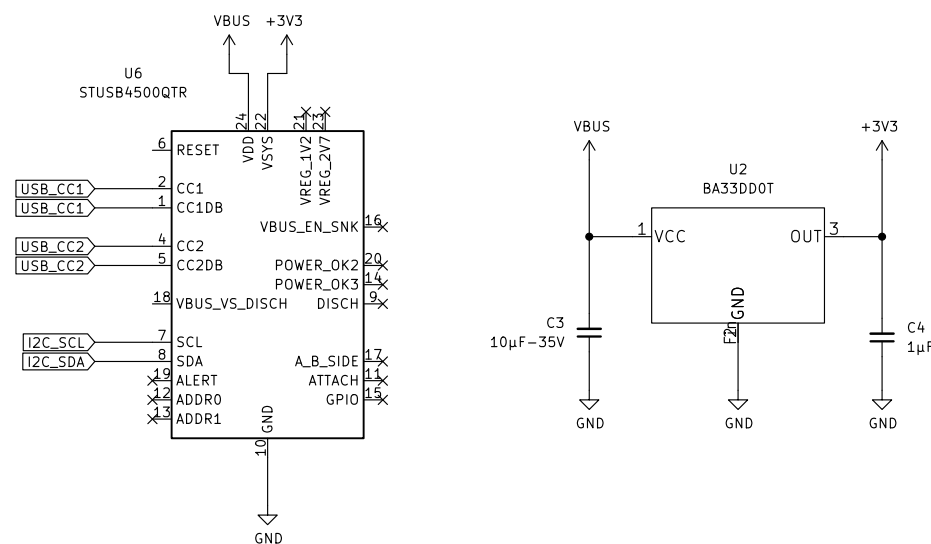 VBUS +3V3
U6
STUSB4500QTR
24 22 21 23
VDD VSYS VREG_1V2 VREG_2V7
6 RESET
USB_CC1 2 CC1
USB_CC1 1 CC1DB
VBUS_EN_SNK 16
USB_CC2 4 CC2
USB_CC2 5 CC2DB
POWER_OK2 20
POWER_OK3 14
18 VBUS_VS_DISCH
DISCH 9
I2C_SCL 7 SCL
I2C_SDA 8 SDA
A_B_SIDE 17
19 ALERT
ATTACH 11
12 ADDR0
GPIO 15
13 ADDR1
GND
10
GND
VBUS
+3V3
U2
BA33DD0T
1 VCC
OUT 3
GND
C3
10µF-35V
C4
1µF
GND
GND
GND